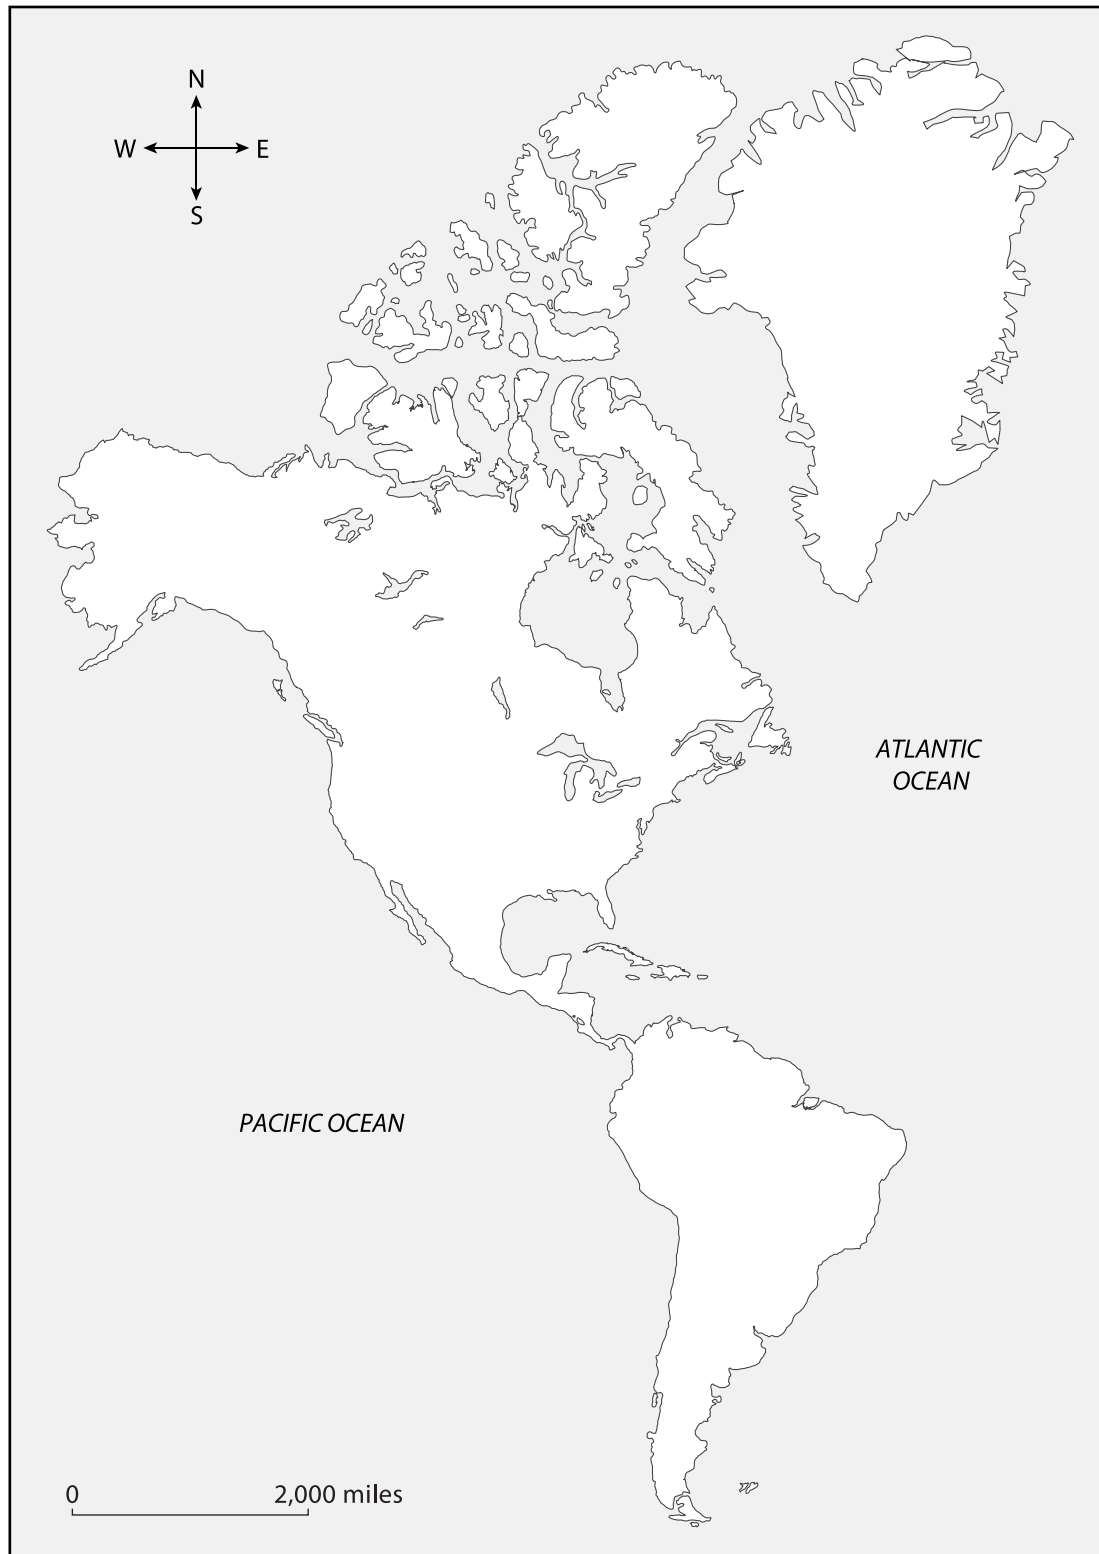 N
W E
S
ATLANTIC
OCEAN
PACIFIC OCEAN
0 2,000 miles